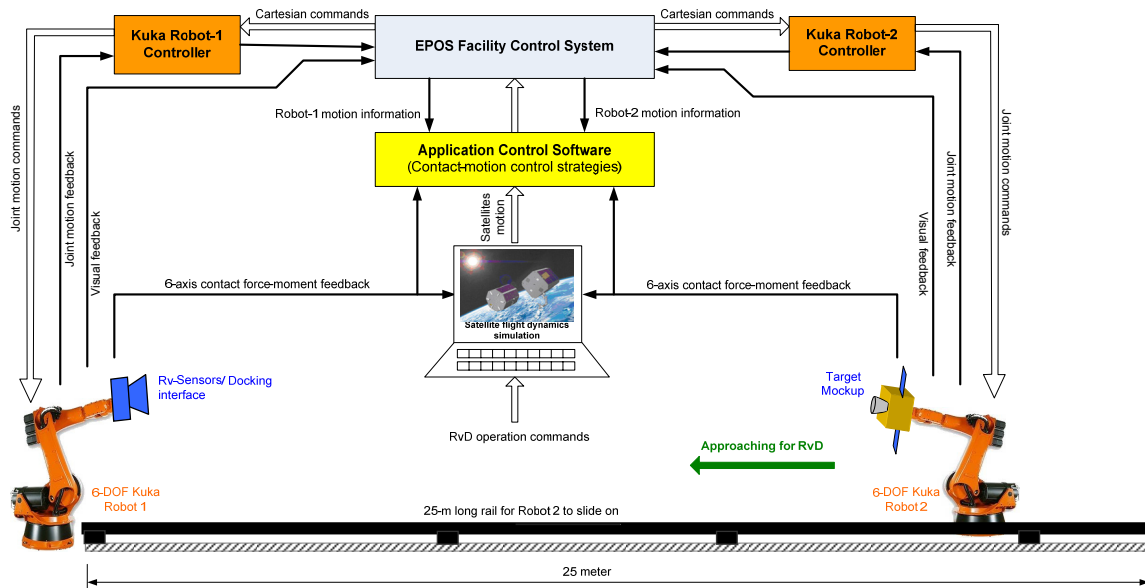 Cartesian commands
Cartesian commands
Kuka Robot-1
Controller
EPOS Facility Control System
Kuka Robot-2
Controller
Robot-1 motion information
Robot-2 motion information
Application Control Software
(Contact-motion control strategies)
Joint motion commands
Joint motion feedback
Visual feedback
Satellites
motion
Visual feedback
Joint motion feedback
Joint motion commands
6-axis contact force-moment feedback
6-axis contact force-moment feedback
Satellite flight dynamics
simulation
Rv-Sensors/ Docking
interface
Target
Mockup
RvD operation commands
Approaching for RvD
6-DOF Kuka
Robot 1
6-DOF Kuka
Robot 2
25-m long rail for Robot 2 to slide on
25 meter